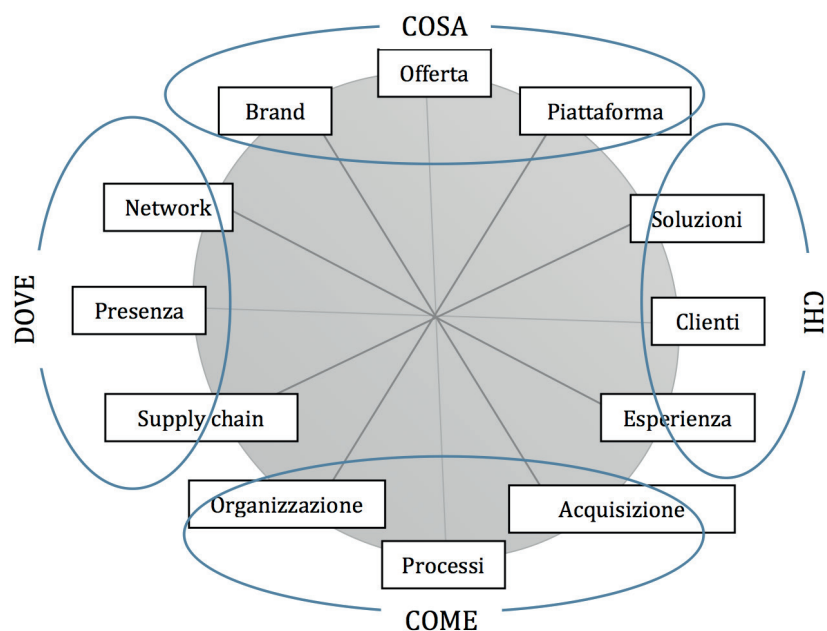 COSA
Offerta
Brand
Piattaforma
Network
Soluzioni
DOVE
Presenza
Clienti
CHI
Supply chain
Esperienza
Organizzazione
Acquisizione
Processi
COME